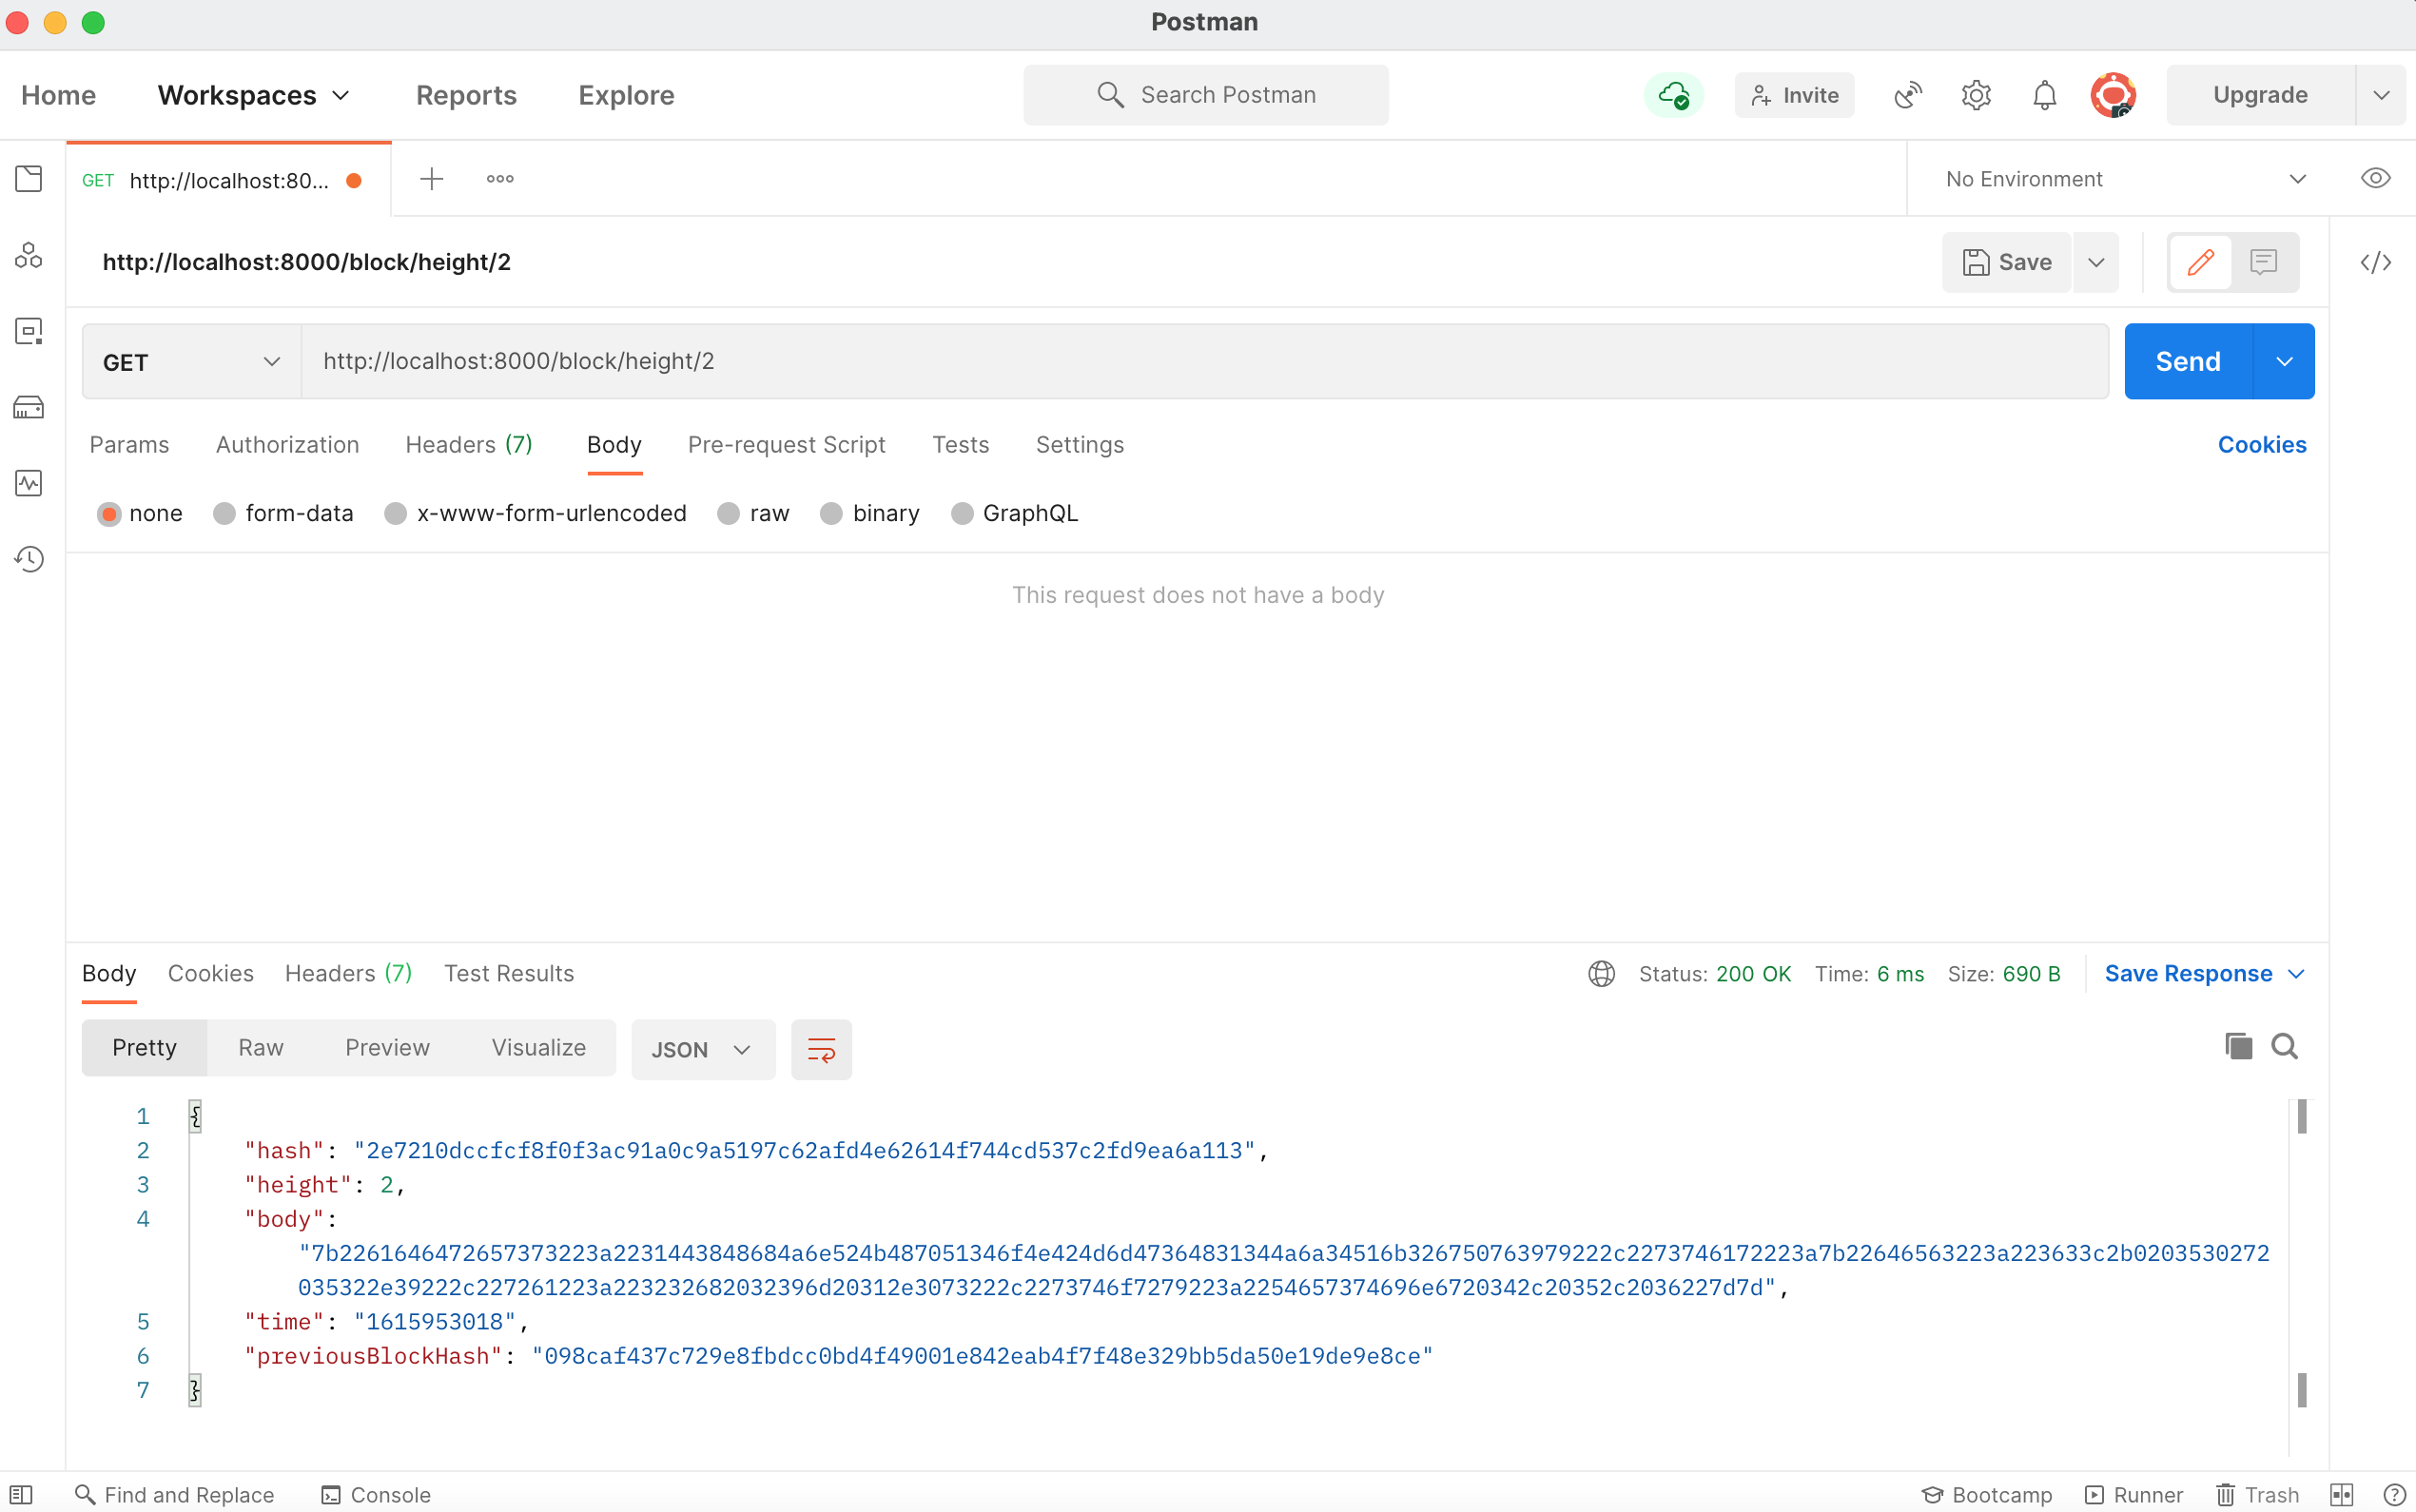 Postman
Home Workspaces Reports Explore Search Postman Invite Upgrade
GET http://localhost:80... No Environment
http://localhost:8000/block/height/2 Save
GET http://localhost:8000/block/height/2 Send
Params Authorization Headers (7) Body Pre-request Script Tests Settings Cookies
none form-data x-www-form-urlencoded raw binary GraphQL
This request does not have a body
Body Cookies Headers (7) Test Results Status: 200 OK Time: 6 ms Size: 690 B Save Response
Pretty Raw Preview Visualize JSON
1 {
2 "hash": "2e7210dccfcf8f0f3ac91a0c9a5197c62afd4e62614f744cd537c2fd9ea6a113",
3 "height": 2,
4 "body":
"7b2261646472657373223a2231443848684a6e524b487051346f4e424d6d47364831344a6a34516b326750763979222c2273746172223a7b22646563223a223633c2b0203530272
035322e39222c227261223a223232682032396d20312e3073222c2273746f7279223a2254657374696e6720342c20352c2036227d7d",
5 "time": "1615953018",
6 "previousBlockHash": "098caf437c729e8fbdcc0bd4f49001e842eab4f7f48e329bb5da50e19de9e8ce"
7 }
Find and Replace Console Bootcamp Runner Trash